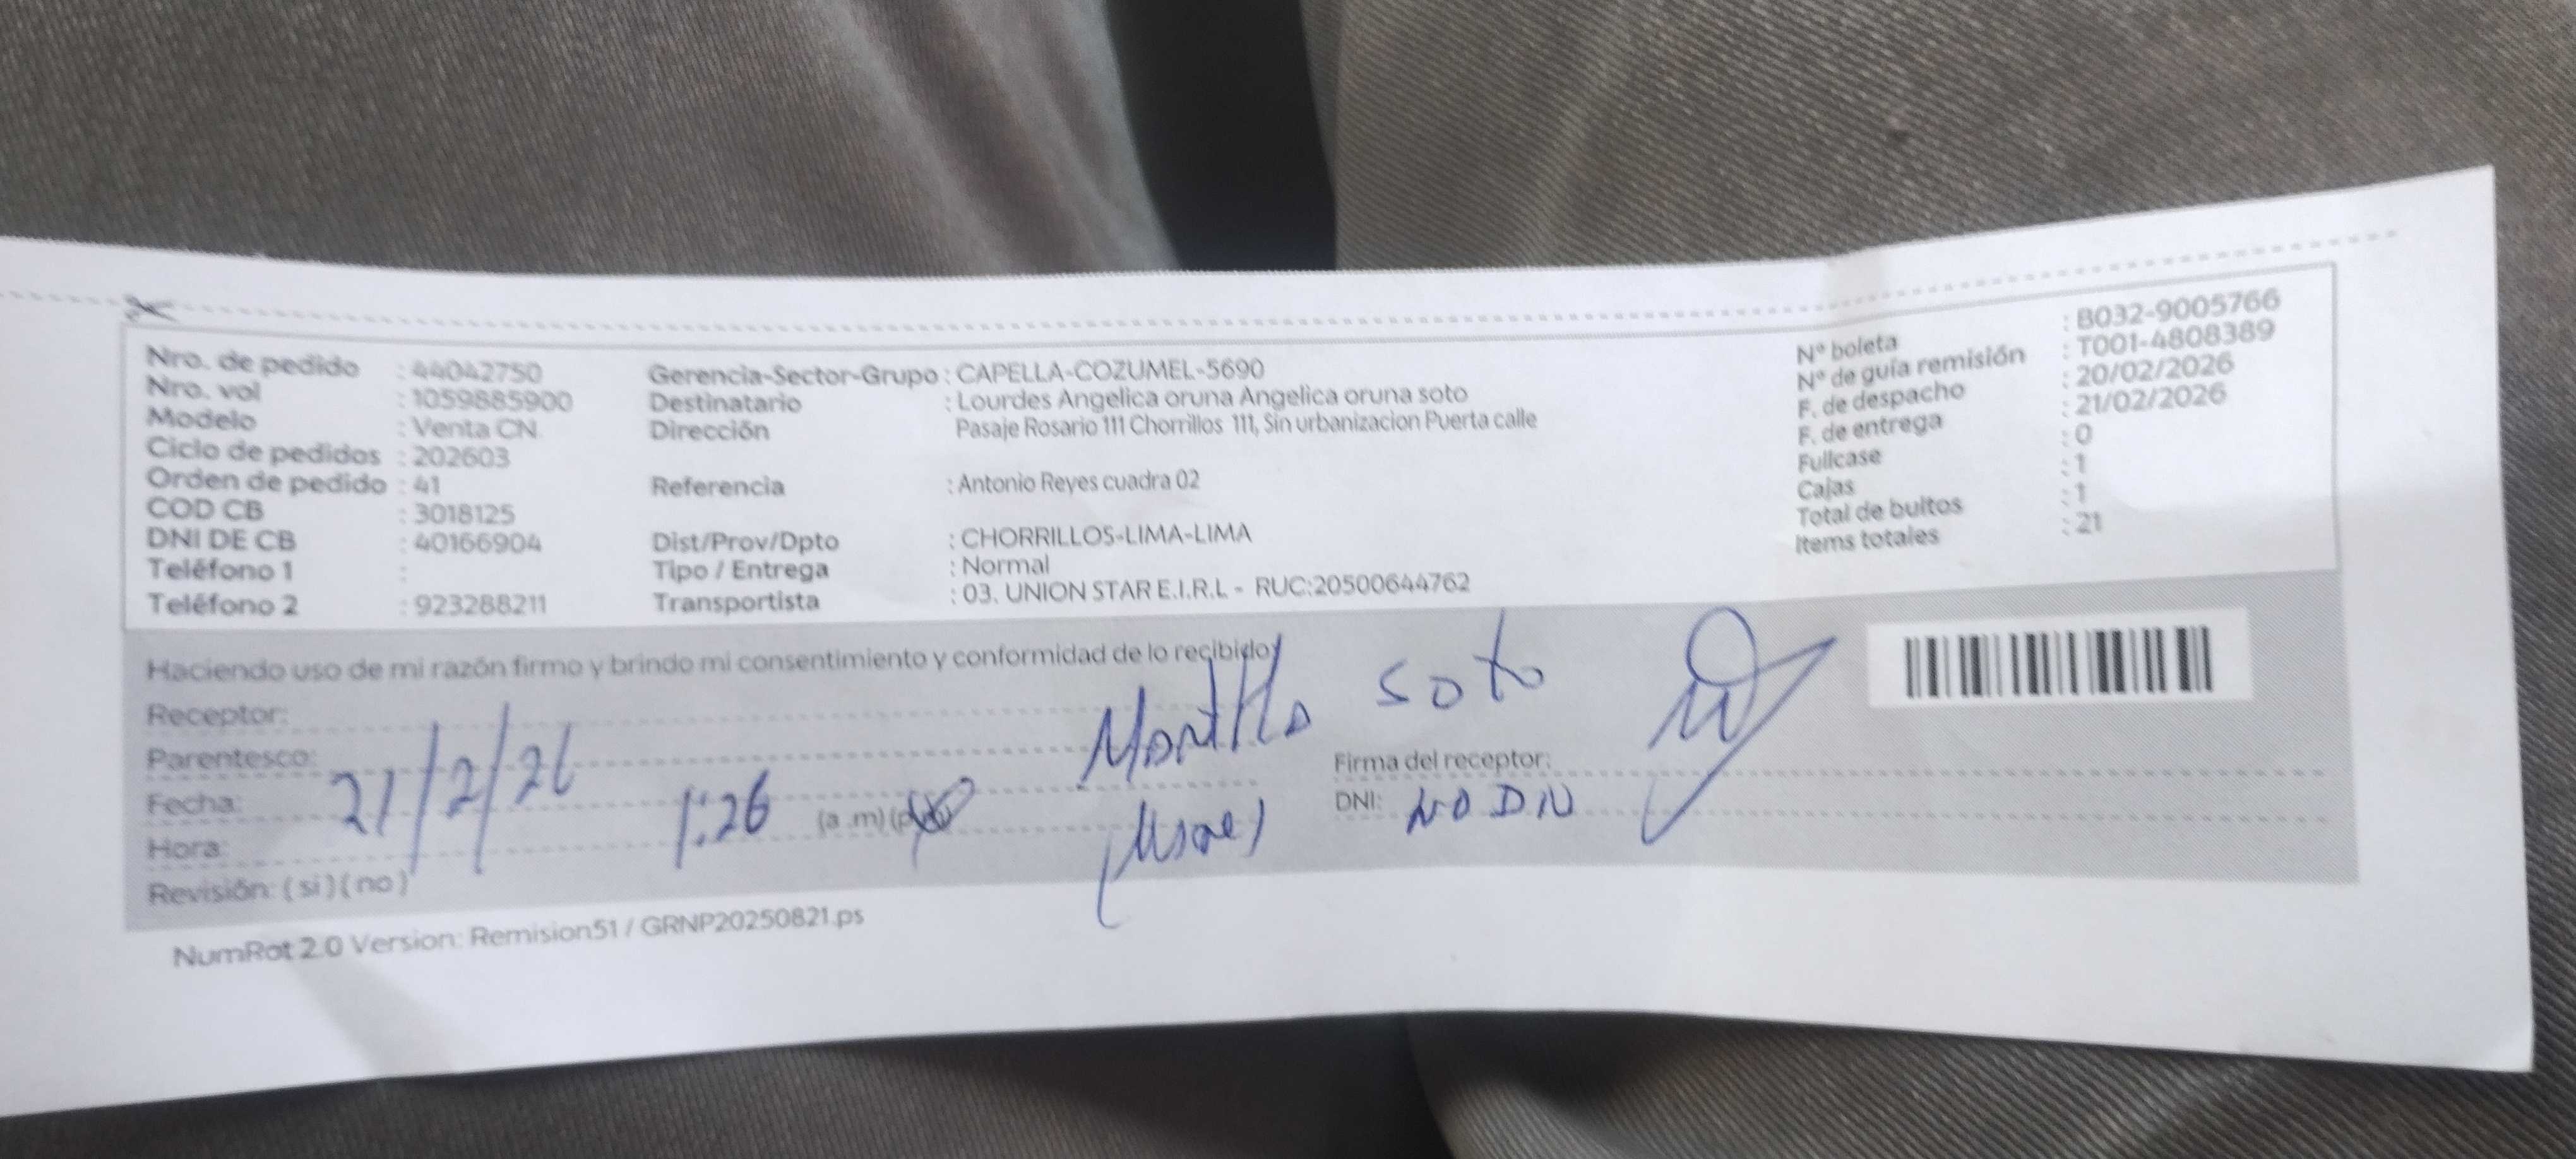 Nro. de pedido : 44042750
Nro. vol : 1059885900
Modelo : Venta CN
Ciclo de pedidos : 202603
Orden de pedido : 41
COD CB : 3018125
DNI DE CB : 40166904
Teléfono 1 :
Teléfono 2 : 923288211
Gerencia-Sector-Grupo : CAPELLA-COZUMEL-5690
Destinatario : Lourdes Angelica oruna Angelica oruna soto
Dirección Pasaje Rosario 111 Chorrillos 111, Sin urbanizacion Puerta calle
Referencia : Antonio Reyes cuadra 02
Dist/Prov/Dpto : CHORRILLOS-LIMA-LIMA
Tipo / Entrega : Normal
Transportista : 03. UNION STAR E.I.R.L - RUC:20500644762
Nº boleta : B032-9005766
Nº de guía remisión : T001-4808389
F. de despacho : 20/02/2026
F. de entrega : 21/02/2026
Fullcase : 0
Cajas : 1
Total de bultos : 1
Items totales : 21
Haciendo uso de mi razón firmo y brindo mi consentimiento y conformidad de lo recibido
Receptor: soto
Parentesco:
Fecha: 21/2/26
Hora: 1:26 (a .m)
Revisión: ( si ) ( no )
Firma del receptor:
DNI: NO DN
NumRot 2.0 Version: Remision51 / GRNP20250821.ps